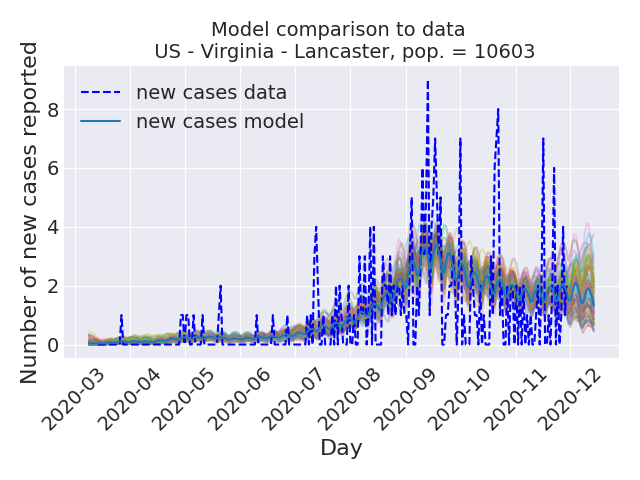 Model comparison to data
US - Virginia - Lancaster, pop. = 10603
new cases data
new cases model
Number of new cases reported
8
6
4
2
0
2020-03
2020-04
2020-05
2020-06
2020-07
2020-08
2020-09
2020-10
2020-11
2020-12
Day